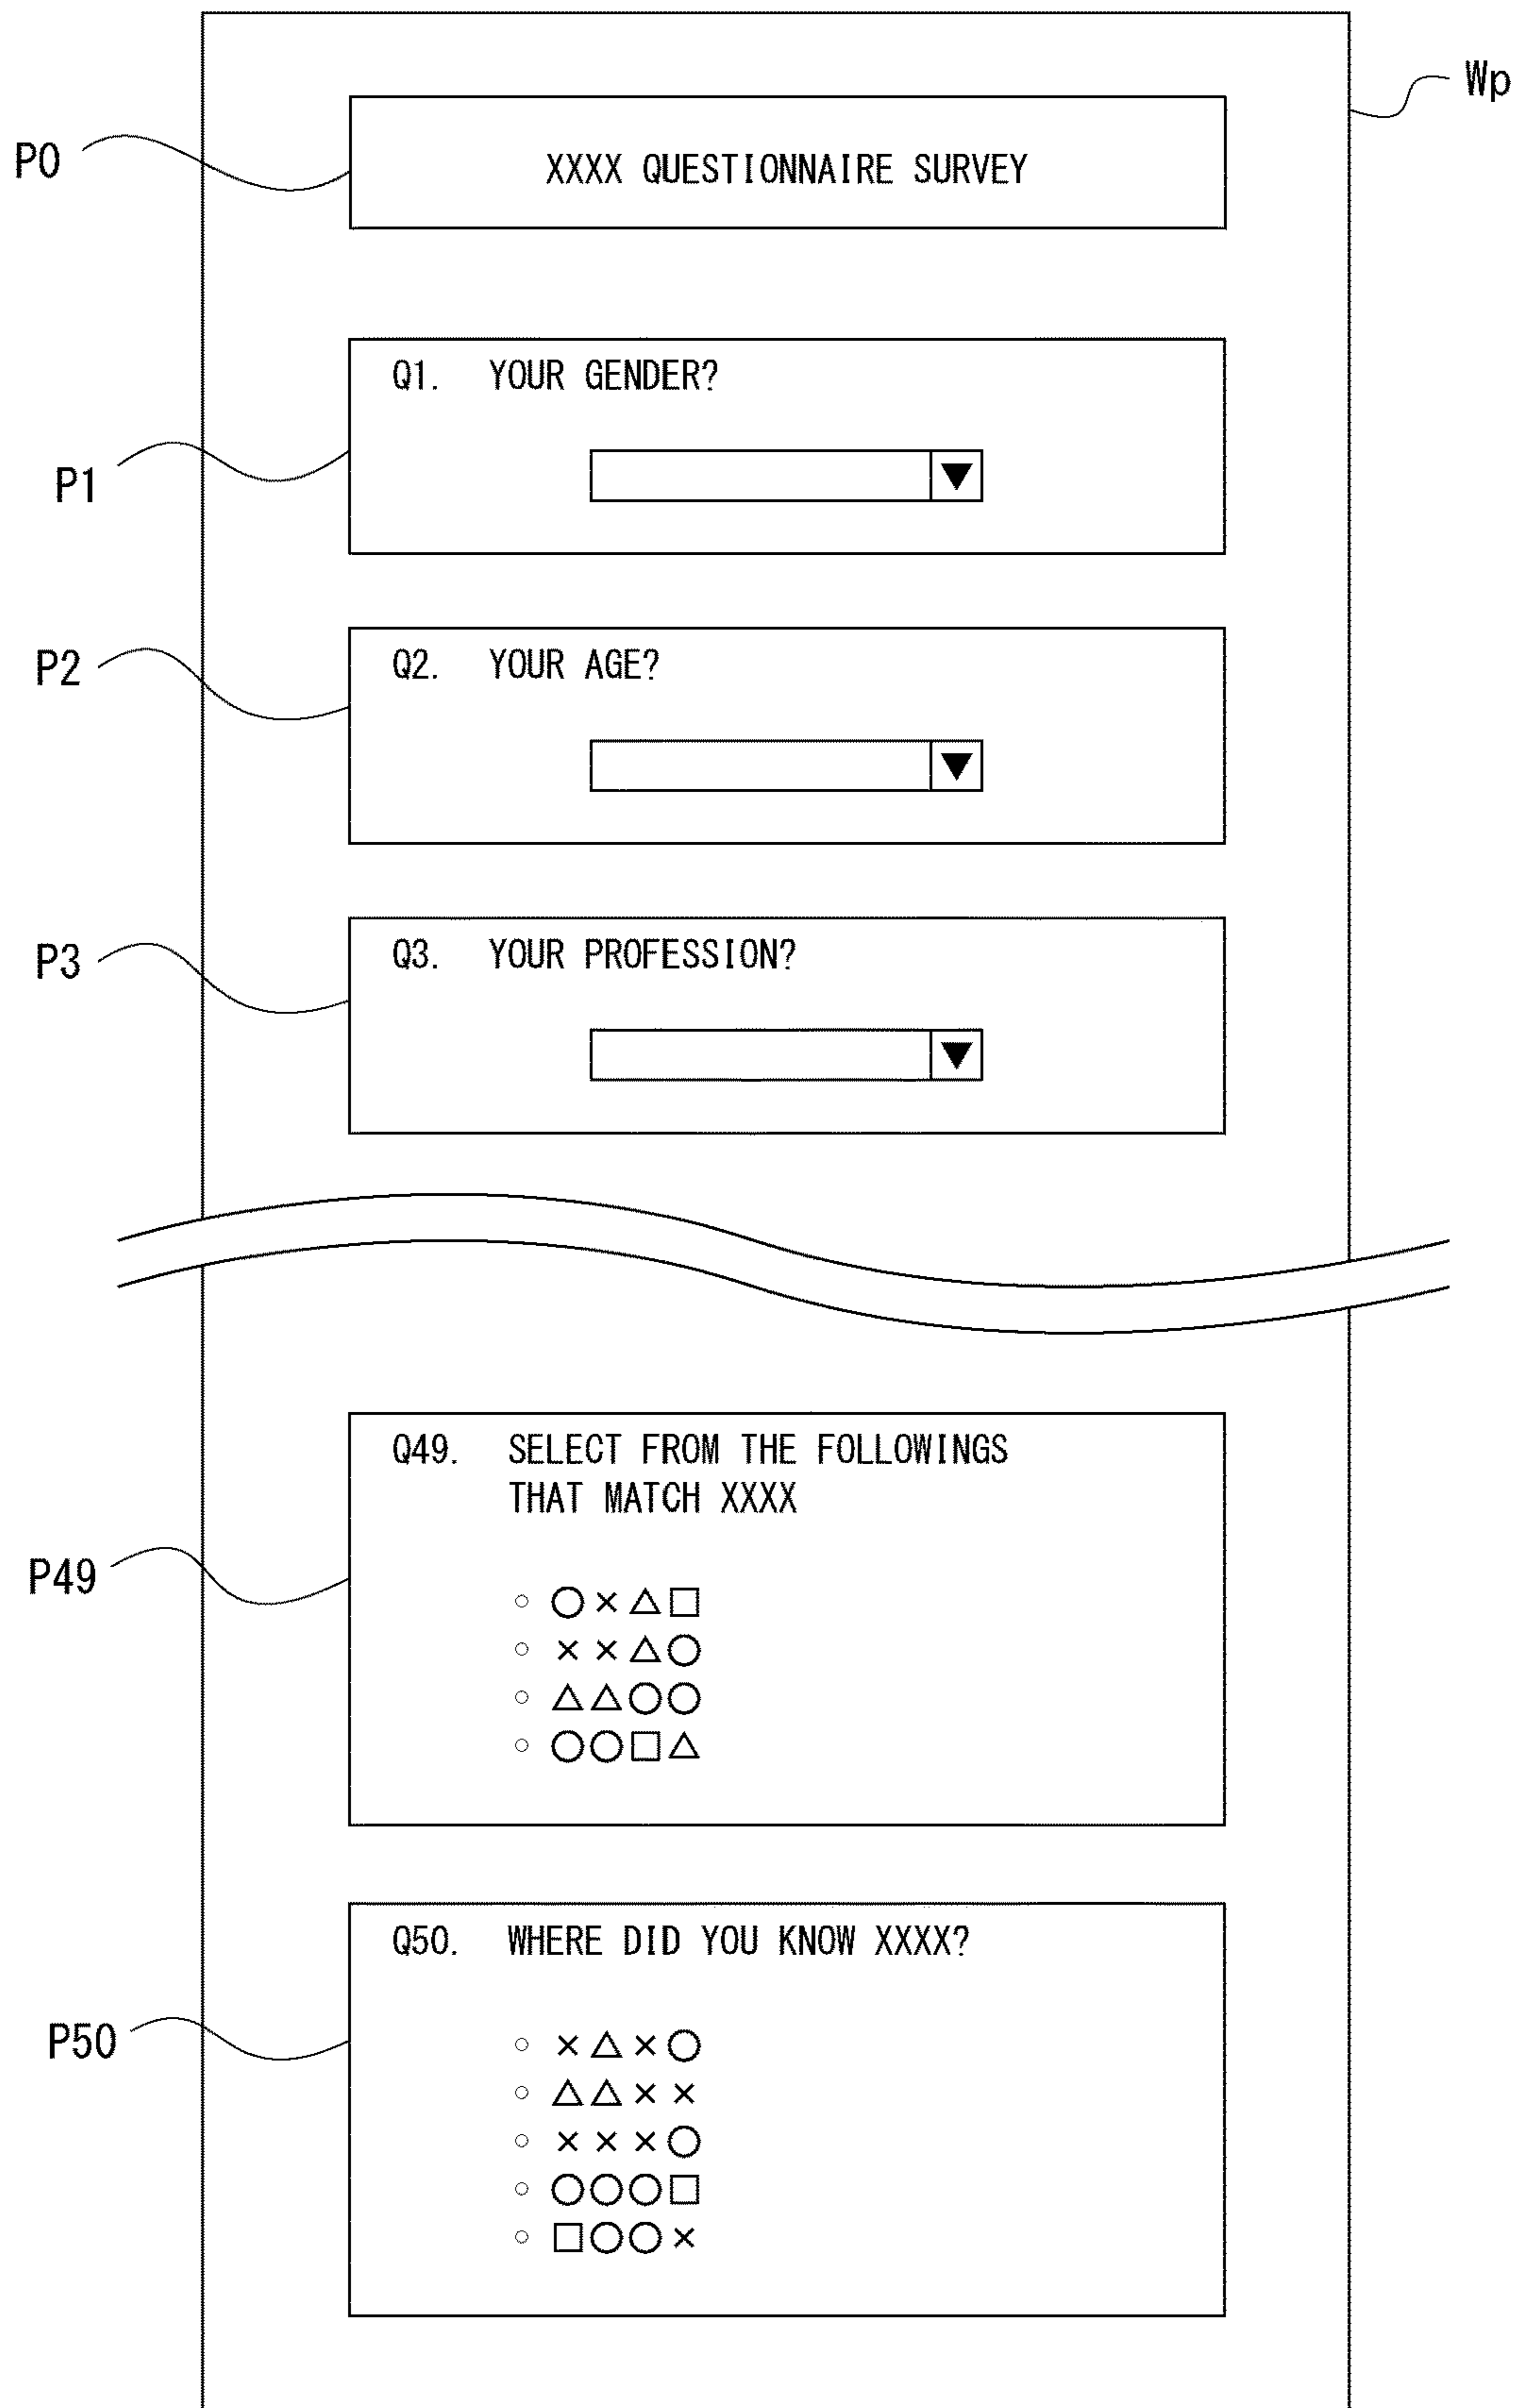 Wp
P0
XXXX QUESTIONNAIRE SURVEY
Q1. YOUR GENDER?
P1
▼
P2
Q2. YOUR AGE?
▼
P3
Q3. YOUR PROFESSION?
▼
Q49. SELECT FROM THE FOLLOWINGS
THAT MATCH XXXX
P49
○ ○×△□
○ ××△○
○ △△○○
○ ○○□△
Q50. WHERE DID YOU KNOW XXXX?
P50
○ ×△×○
○ △△××
○ ×××○
○ ○○○□
○ □○○×